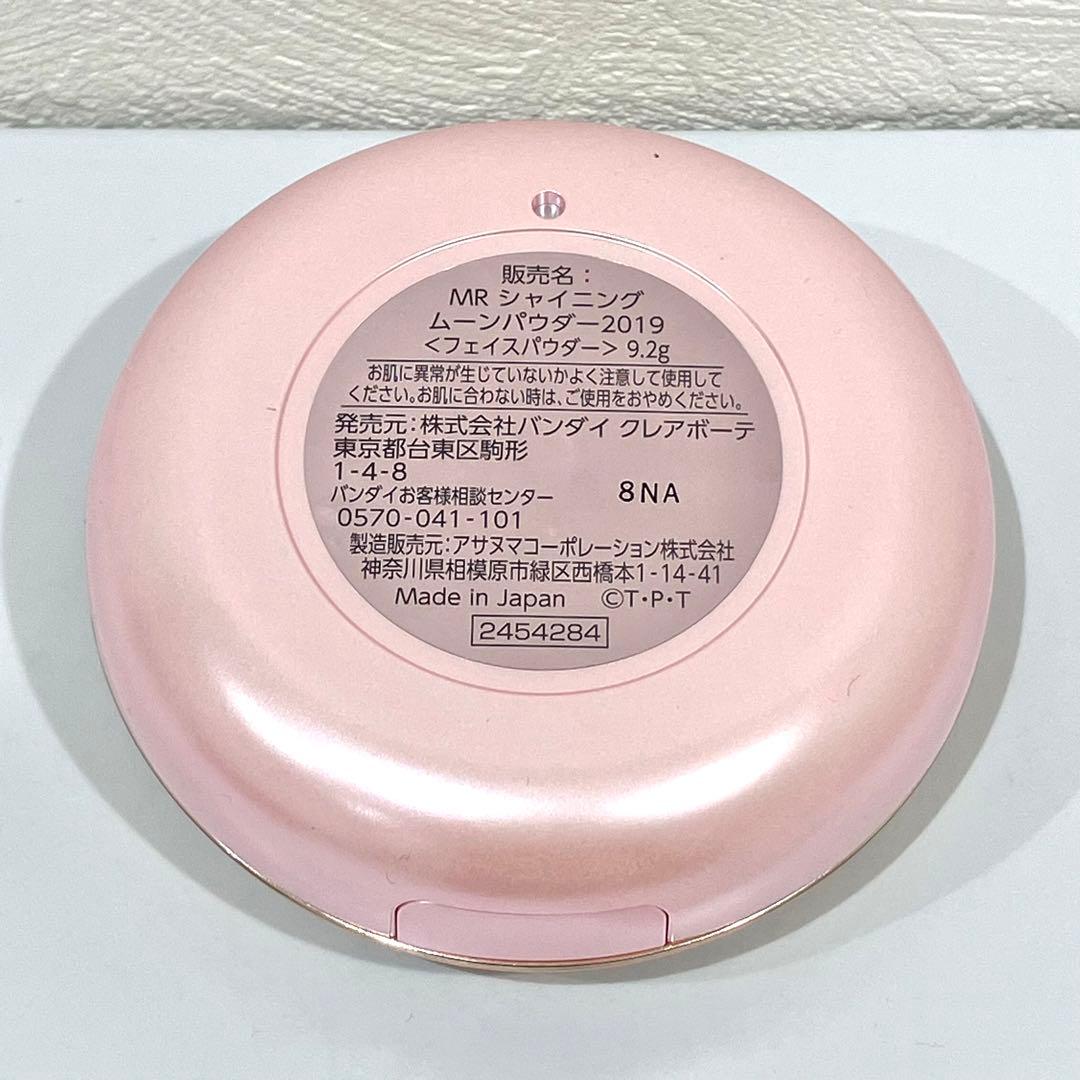 販売名：
MR シャイニング
ムーンパウダー2019
＜フェイスパウダー＞ 9.2g
お肌に異常が生じていないかよく注意して使用して
ください。お肌に合わない時は、ご使用をおやめください。
発売元：株式会社バンダイ クレアボーテ
東京都台東区駒形
1-4-8
バンダイお客様相談センター
0570-041-101
8NA
製造販売元：アサヌマコーポレーション株式会社
神奈川県相模原市緑区西橋本1-14-41
Made in Japan ©T・P・T
2454284